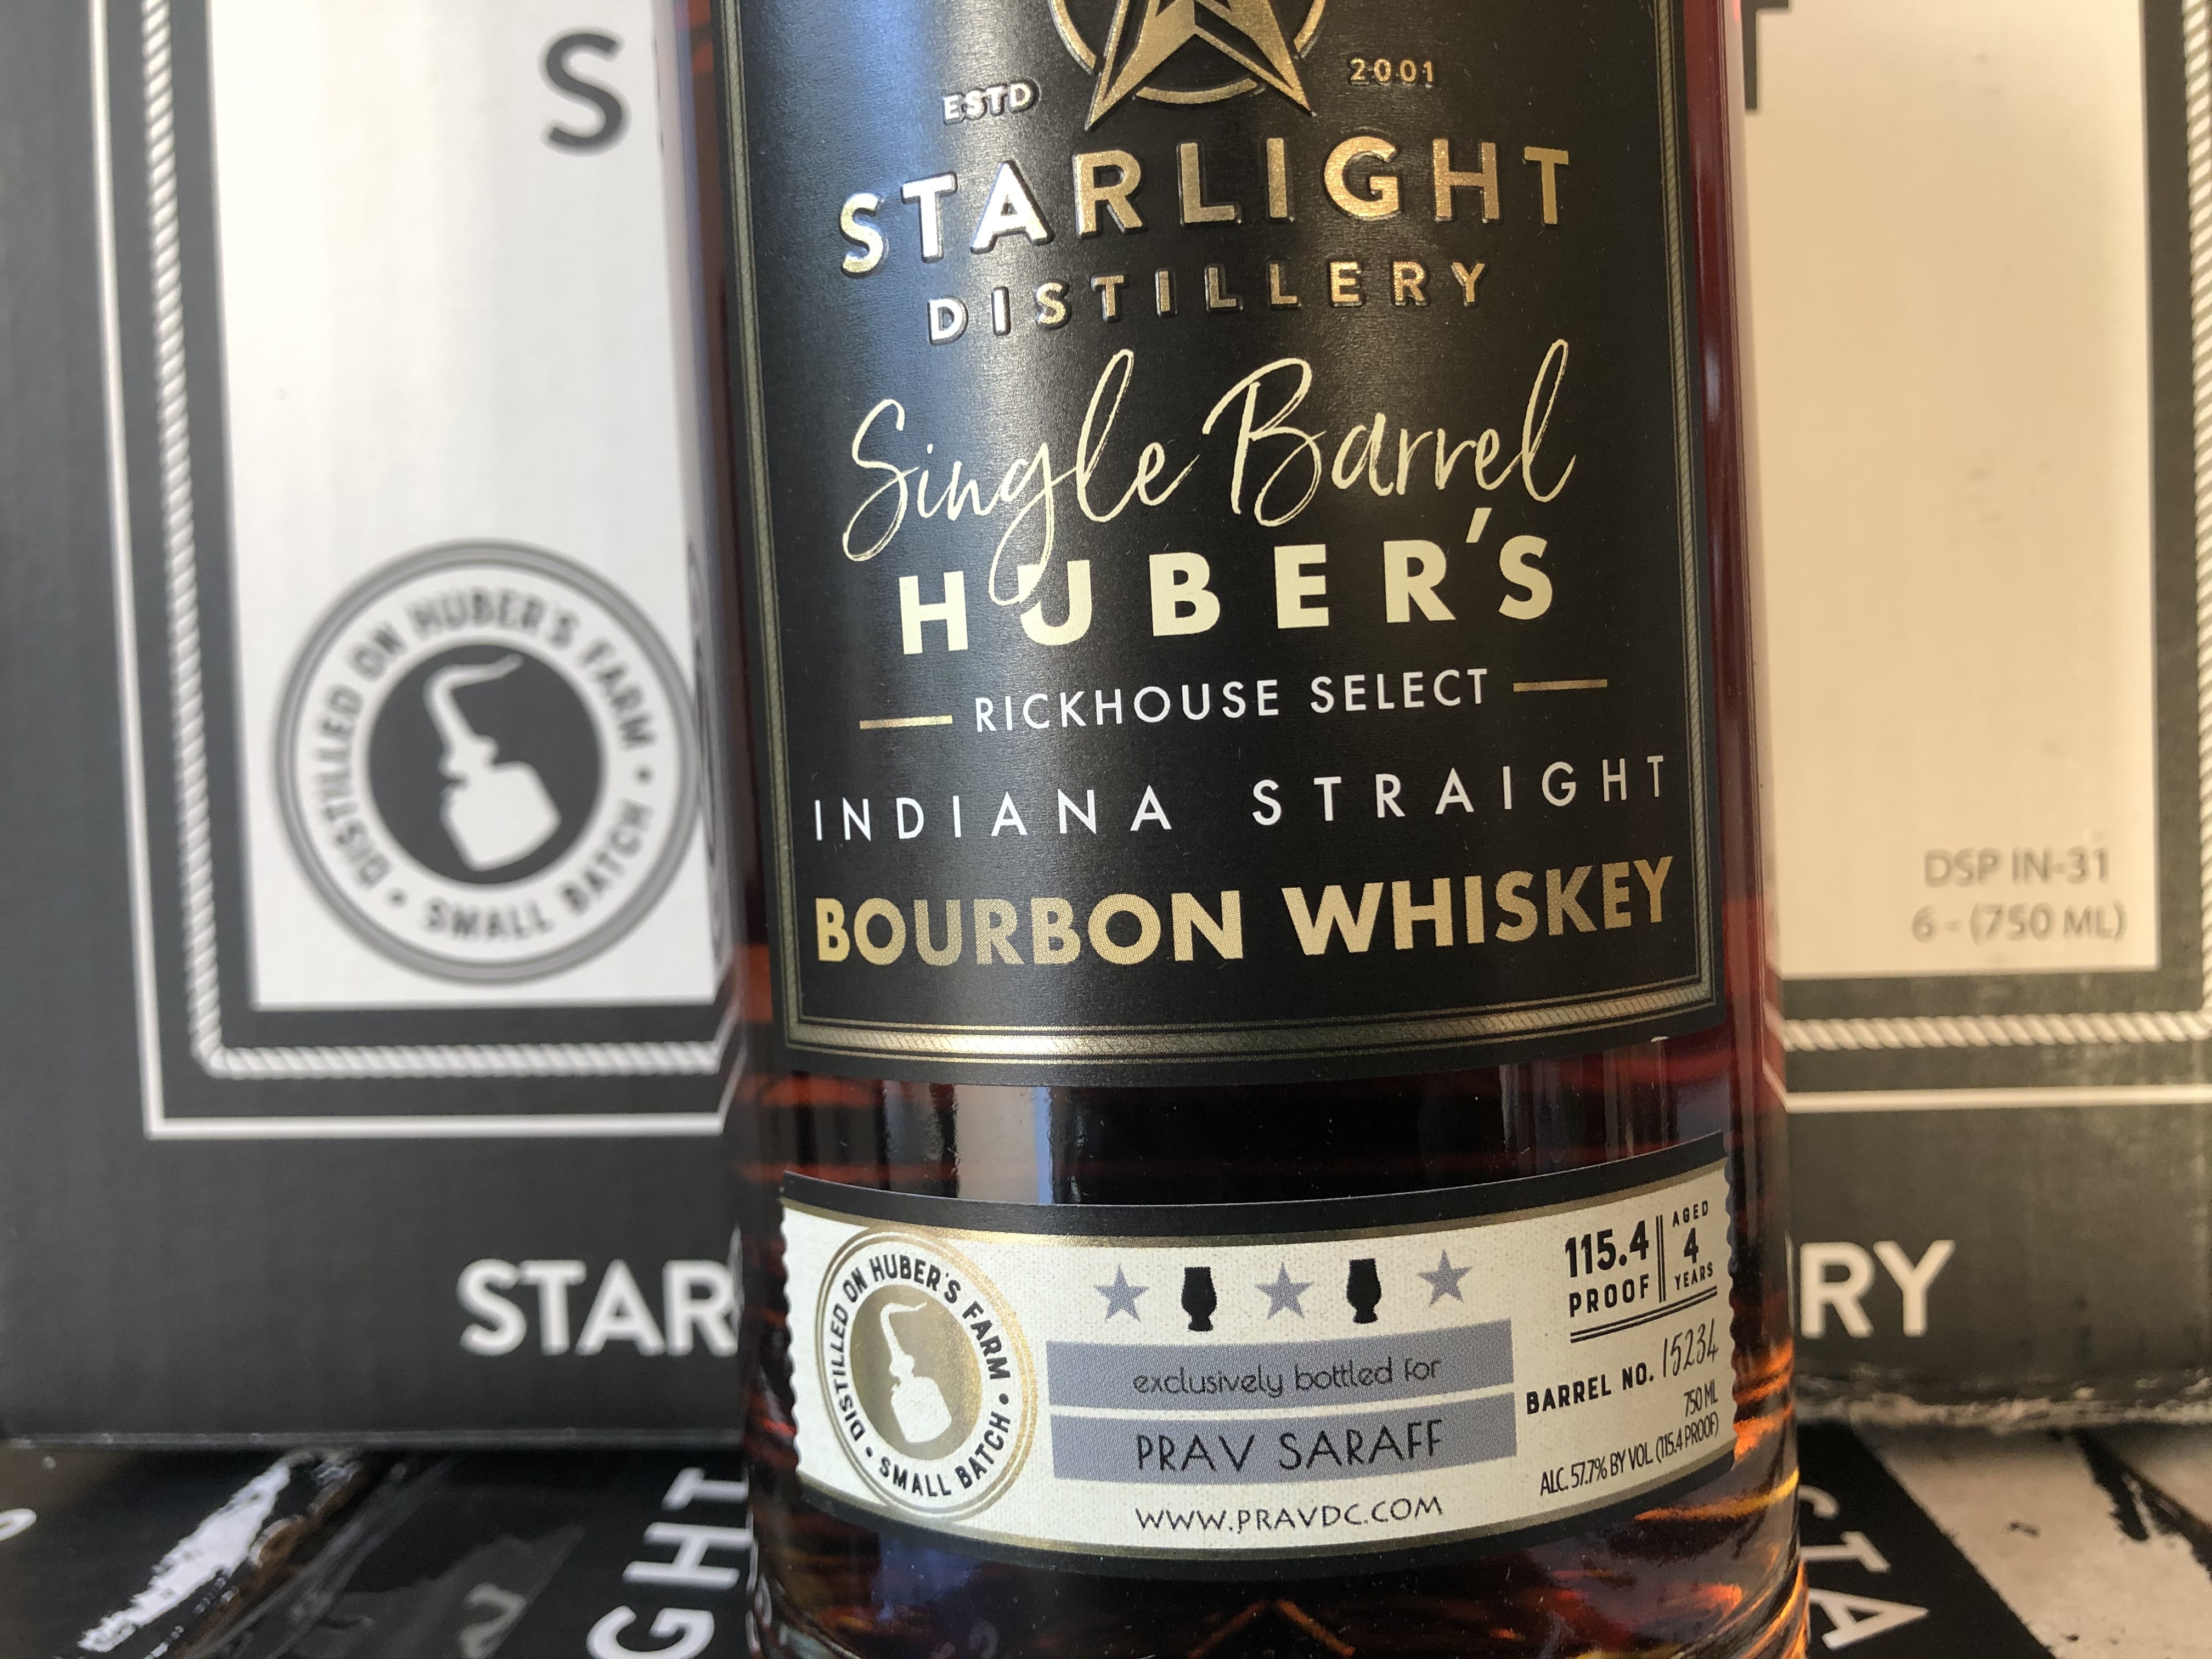 ESTD 2001
STARLIGHT
DISTILLERY
Single Barrel
HUBER'S
RICKHOUSE SELECT
INDIANA STRAIGHT
BOURBON WHISKEY
DISTILLED ON HUBER'S FARM • SMALL BATCH •
exclusively bottled for
PRAV SARAFF
WWW.PRAVDC.COM
115.4 PROOF
AGED 4 YEARS
BARREL NO. 15234
750 ML
ALC. 57.7% BY VOL. (115.4 PROOF)
S
DISTILLED ON HUBER'S FARM • SMALL BATCH •
DSP IN-31
6 - (750 ML)
STAR
RY
GHT
STA